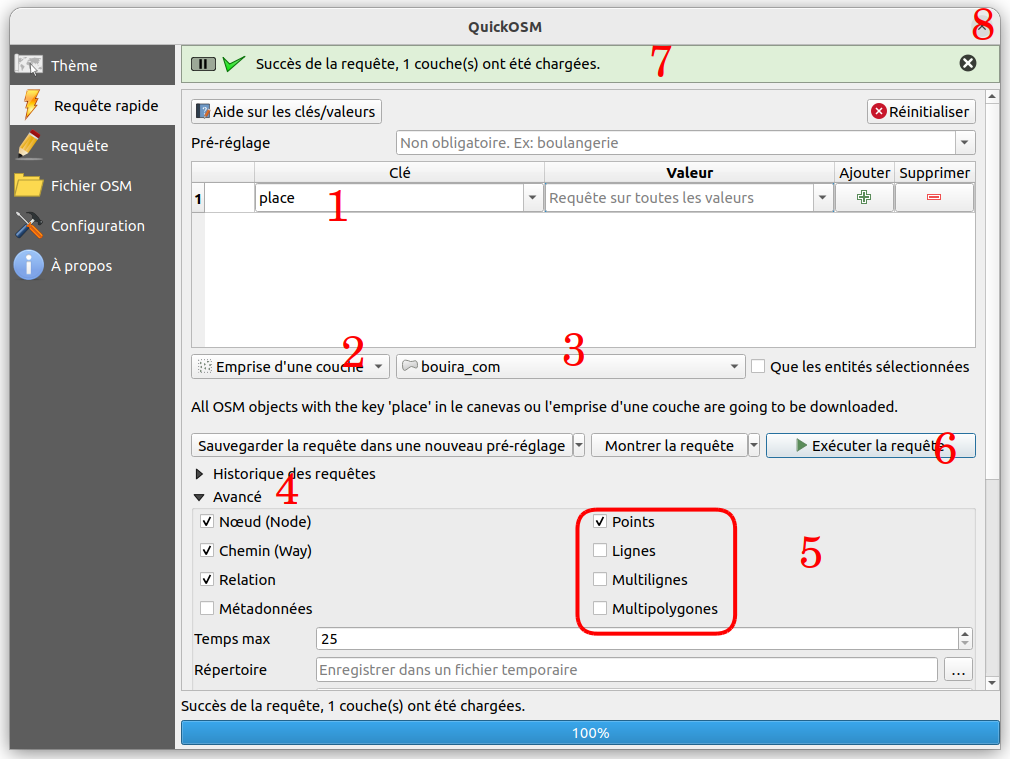 QuickOSM
8
Thème
Succès de la requête, 1 couche(s) ont été chargées.
7
Requête rapide
Aide sur les clés/valeurs
Réinitialiser
Requête
Pré-réglage
Non obligatoire. Ex: boulangerie
Clé
Valeur
Ajouter
Supprimer
Fichier OSM
1
place
1
Requête sur toutes les valeurs
Configuration
À propos
Emprise d'une couche
2
bouira_com
3
Que les entités sélectionnées
All OSM objects with the key 'place' in le canevas ou l'emprise d'une couche are going to be downloaded.
Sauvegarder la requête dans une nouveau pré-réglage
Montrer la requête
Exécuter la requête
6
Historique des requêtes
Avancé
4
Nœud (Node)
Points
Chemin (Way)
Lignes
5
Relation
Multilignes
Métadonnées
Multipolygones
Temps max
25
Répertoire
Enregistrer dans un fichier temporaire
...
Succès de la requête, 1 couche(s) ont été chargées.
100%